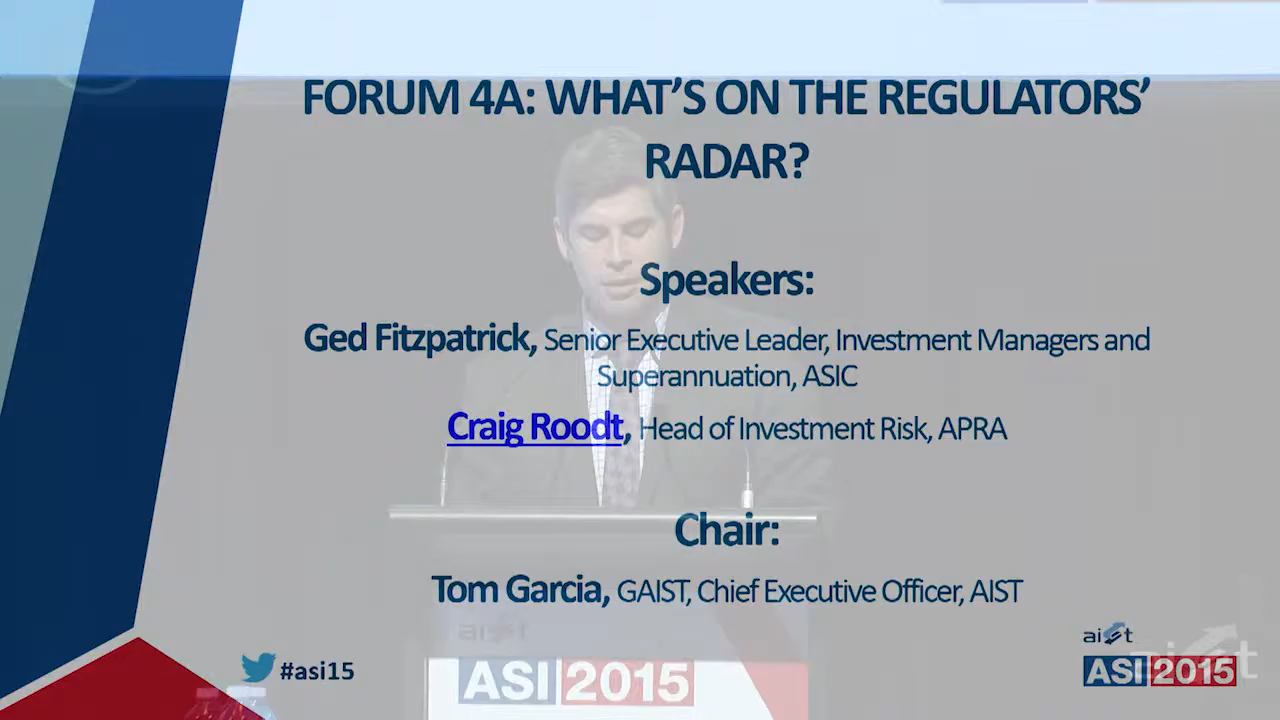 FORUM 4A: WHAT'S ON THE REGULATORS'
RADAR?
Speakers:
Ged Fitzpatrick, Senior Executive Leader, Investment Managers and
Superannuation, ASIC
Craig Roodt, Head of Investment Risk, APRA
Chair:
Tom Garcia, GAIST, Chief Executive Officer, AIST
aist
ASI 2015
#asi15
aist
ASI 2015
aist